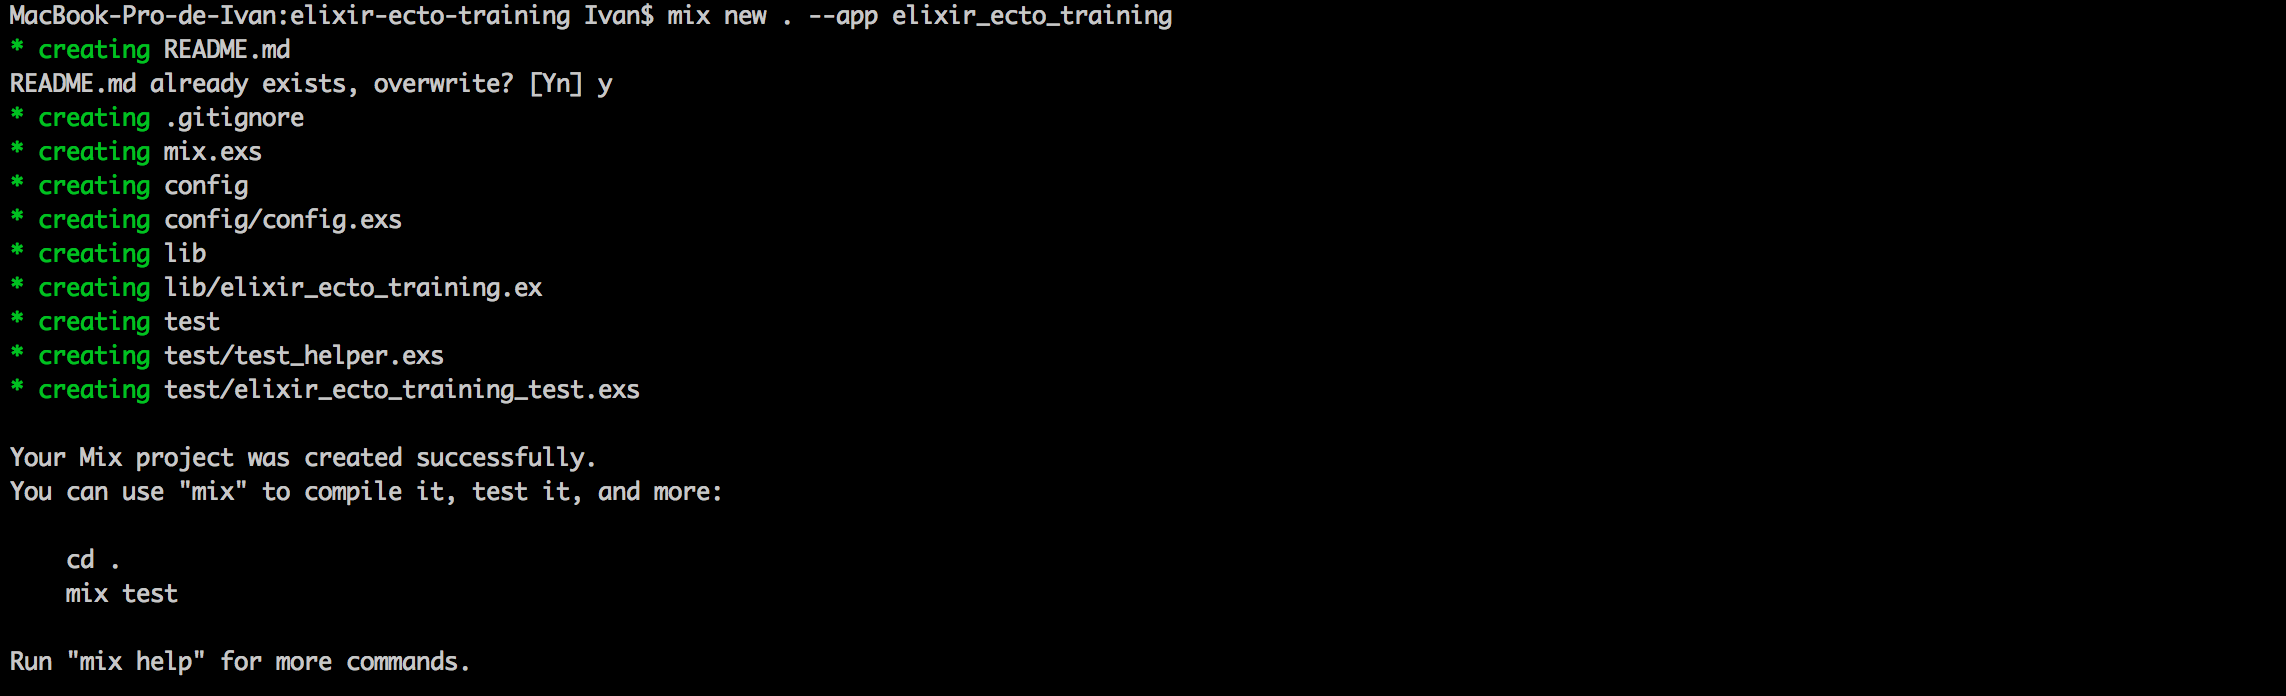 MacBook-Pro-de-Ivan:elixir-ecto-training Ivan$ mix new . --app elixir_ecto_training
* creating README.md
README.md already exists, overwrite? [Yn] y
* creating .gitignore
* creating mix.exs
* creating config
* creating config/config.exs
* creating lib
* creating lib/elixir_ecto_training.ex
* creating test
* creating test/test_helper.exs
* creating test/elixir_ecto_training_test.exs
Your Mix project was created successfully.
You can use "mix" to compile it, test it, and more:
cd .
mix test
Run "mix help" for more commands.